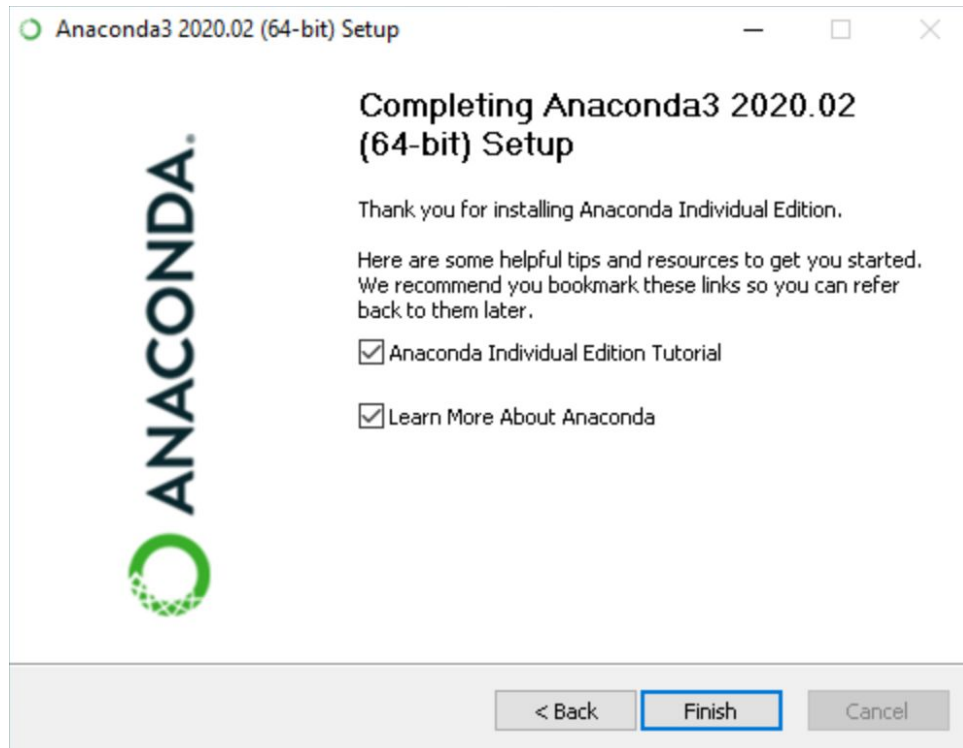 Anaconda3 2020.02 (64-bit) Setup
ANACONDA.
Completing Anaconda3 2020.02
(64-bit) Setup
Thank you for installing Anaconda Individual Edition.
Here are some helpful tips and resources to get you started.
We recommend you bookmark these links so you can refer
back to them later.
Anaconda Individual Edition Tutorial
Learn More About Anaconda
< Back
Finish
Cancel